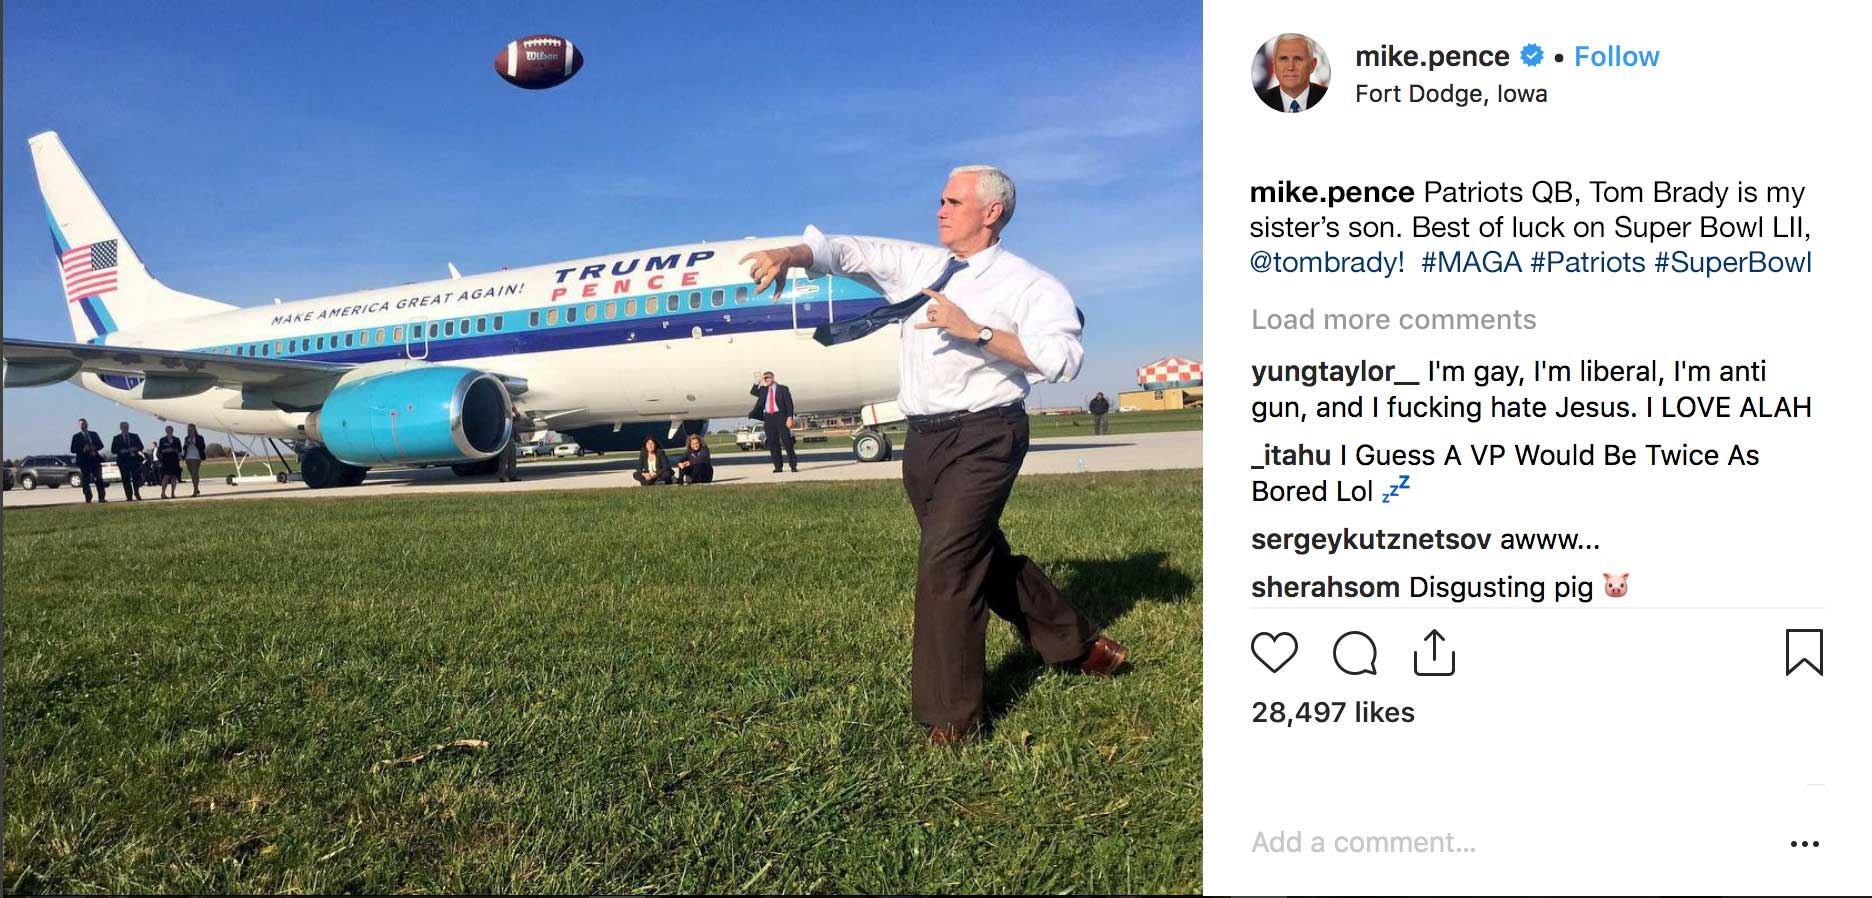 Wilson
TRUMP
PENCE
MAKE AMERICA GREAT AGAIN!
mike.pence • Follow
Fort Dodge, Iowa
mike.pence Patriots QB, Tom Brady is my
sister’s son. Best of luck on Super Bowl LII,
@tombrady! #MAGA #Patriots #SuperBowl
Load more comments
yungtaylor__ I'm gay, I'm liberal, I'm anti
gun, and I fucking hate Jesus. I LOVE ALAH
_itahu I Guess A VP Would Be Twice As
Bored Lol 💤
sergeykutznetsov awww...
sherahsom Disgusting pig 🐷
28,497 likes
Add a comment...